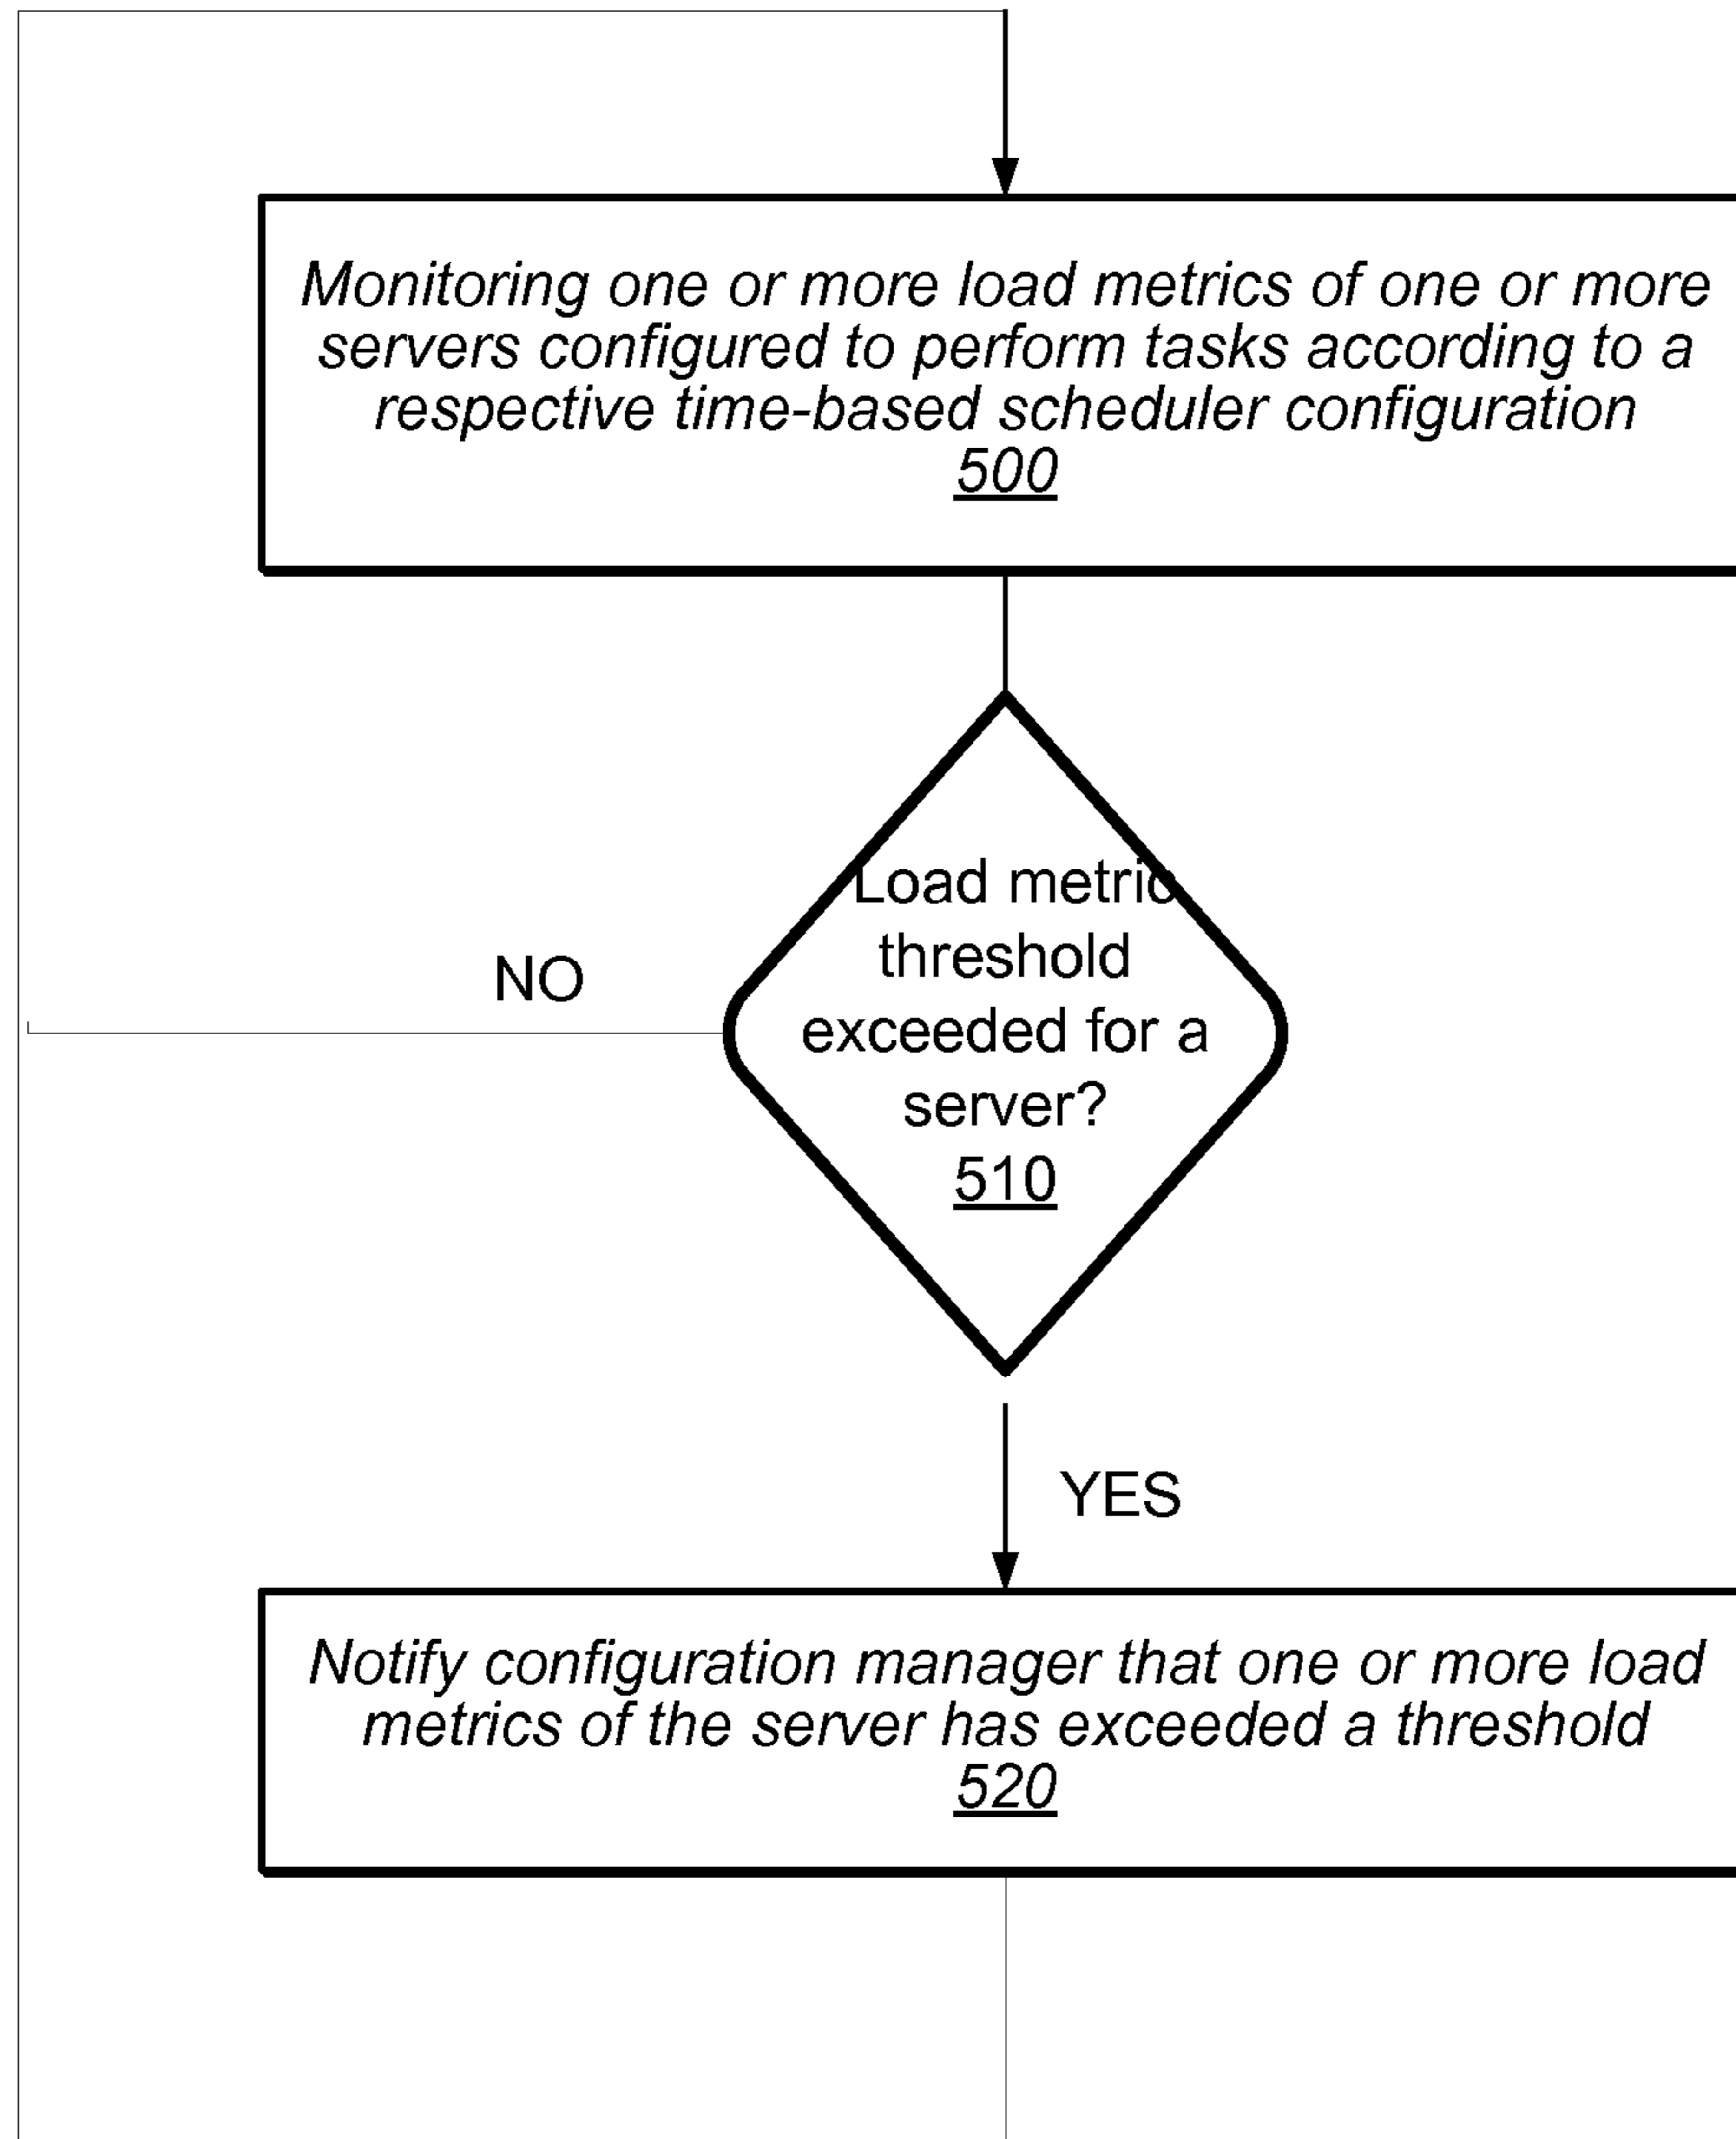 Monitoring one or more load metrics of one or more
servers configured to perform tasks according to a
respective time-based scheduler configuration
500
Load metric
threshold
exceeded for a
server?
510
NO
YES
Notify configuration manager that one or more load
metrics of the server has exceeded a threshold
520